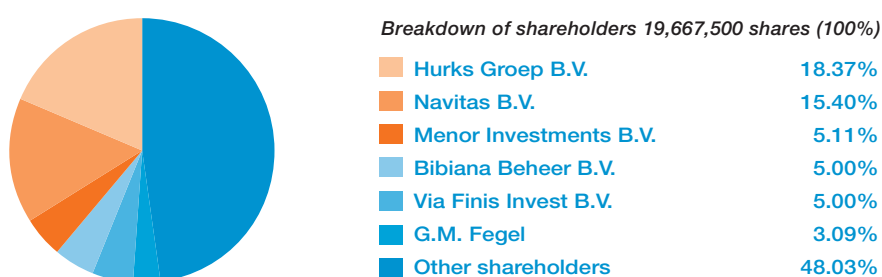 Breakdown of shareholders 19,667,500 shares (100%)
Hurks Groep B.V. 18.37%
Navitas B.V. 15.40%
Menor Investments B.V. 5.11%
Bibiana Beheer B.V. 5.00%
Via Finis Invest B.V. 5.00%
G.M. Fegel 3.09%
Other shareholders 48.03%